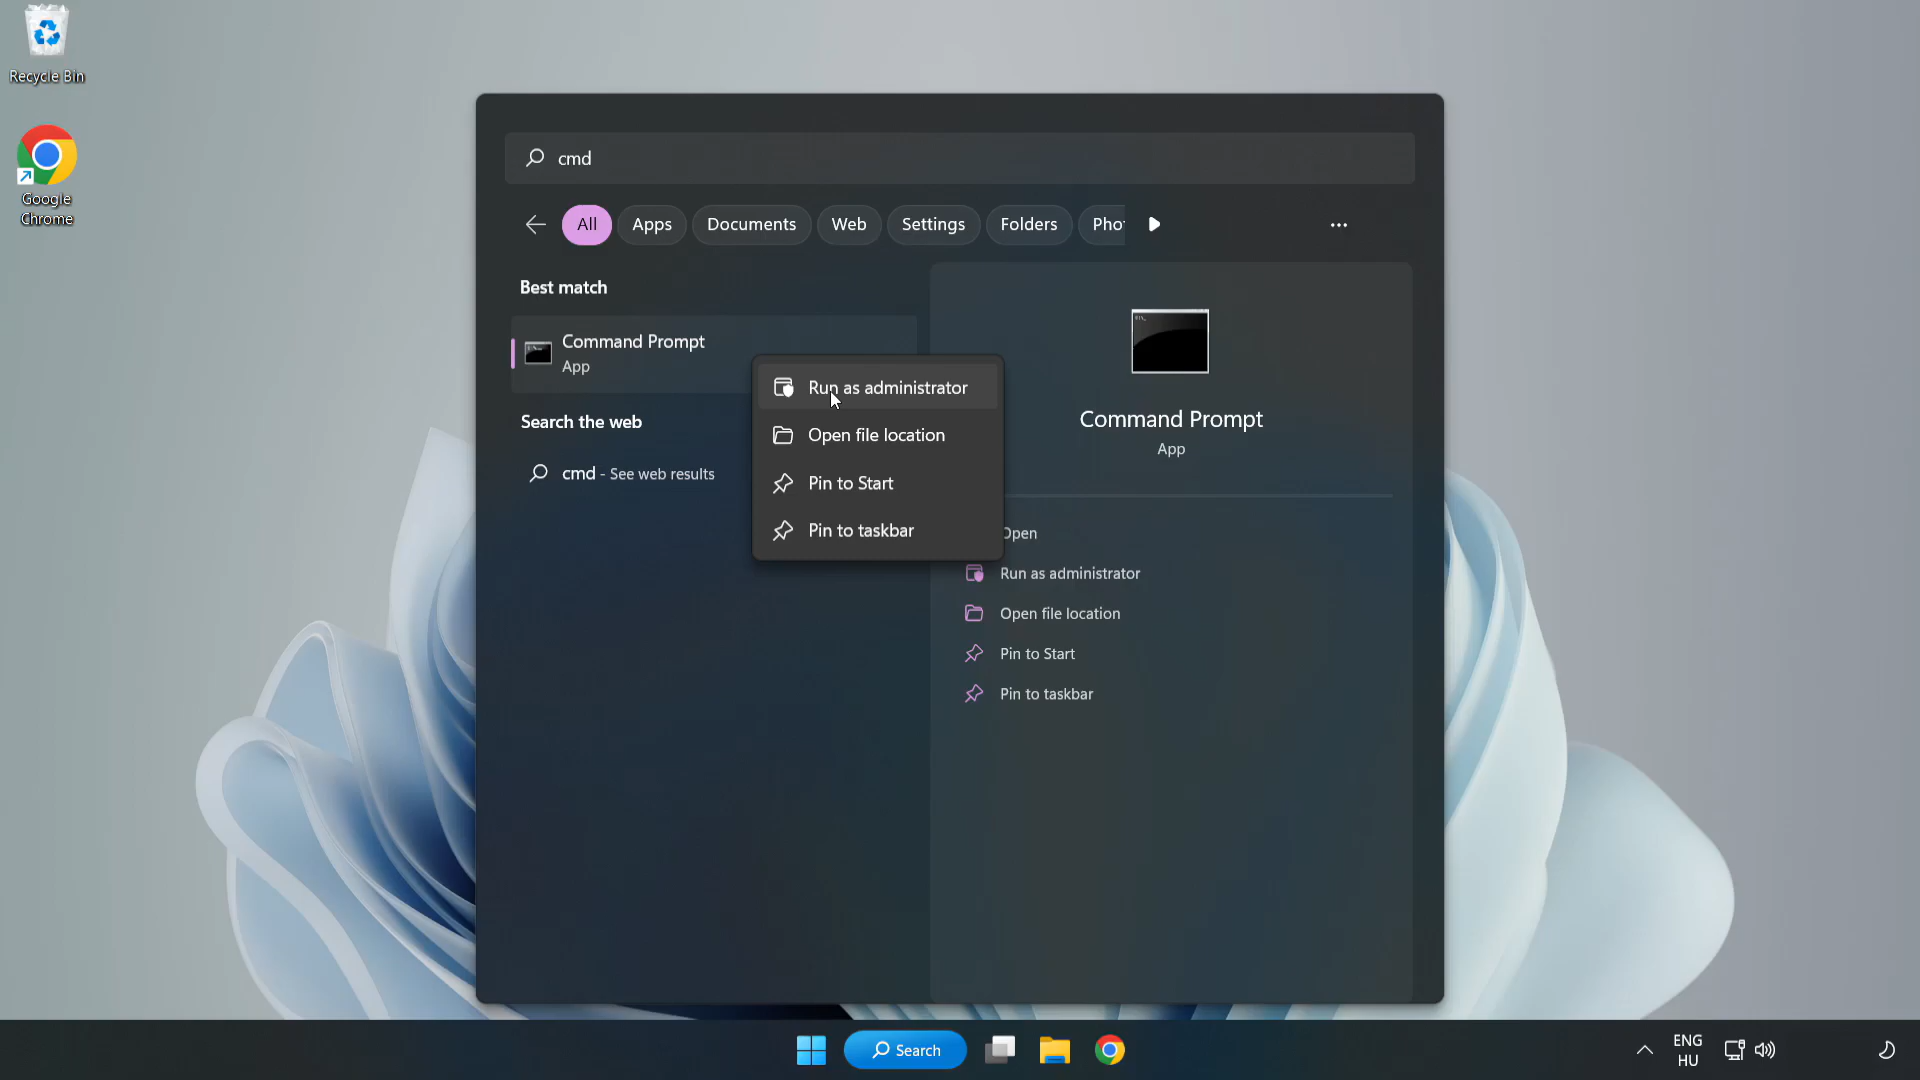 Recycle Bin
Google
Chrome
cmd
All
Apps
Documents
Web
Settings
Folders
Pho
Best match
Command Prompt
App
Search the web
cmd - See web results
Run as administrator
Open file location
Pin to Start
Pin to taskbar
Command Prompt
App
Open
Run as administrator
Open file location
Pin to Start
Pin to taskbar
Search
ENG
HU